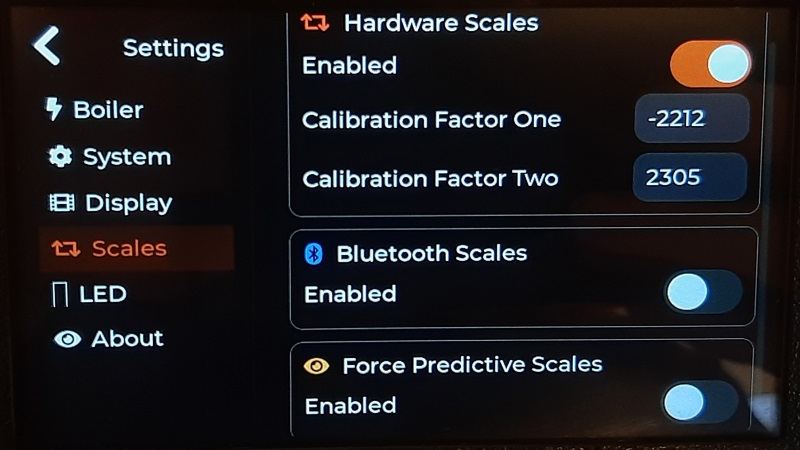 Settings
Boiler
System
Display
Scales
LED
About
Hardware Scales
Enabled
Calibration Factor One
-2212
Calibration Factor Two
2305
Bluetooth Scales
Enabled
Force Predictive Scales
Enabled